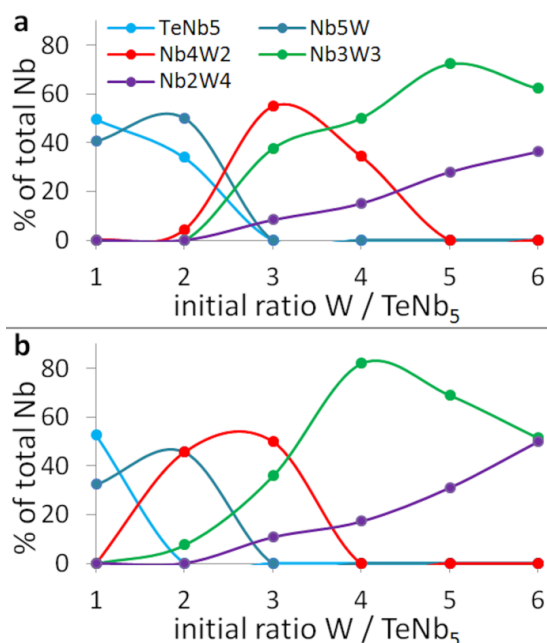 a
TeNb5 Nb5W
Nb4W2 Nb3W3
Nb2W4
% of total Nb
80
60
40
20
0
1 2 3 4 5 6
initial ratio W / TeNb₅
b
% of total Nb
80
60
40
20
0
1 2 3 4 5 6
initial ratio W / TeNb₅